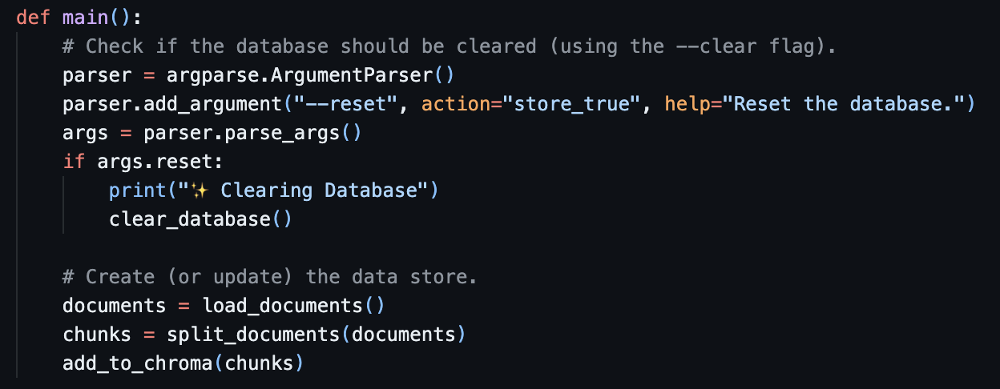 def main():
    # Check if the database should be cleared (using the --clear flag).
    parser = argparse.ArgumentParser()
    parser.add_argument("--reset", action="store_true", help="Reset the database.")
    args = parser.parse_args()
    if args.reset:
        print("✨ Clearing Database")
        clear_database()

    # Create (or update) the data store.
    documents = load_documents()
    chunks = split_documents(documents)
    add_to_chroma(chunks)